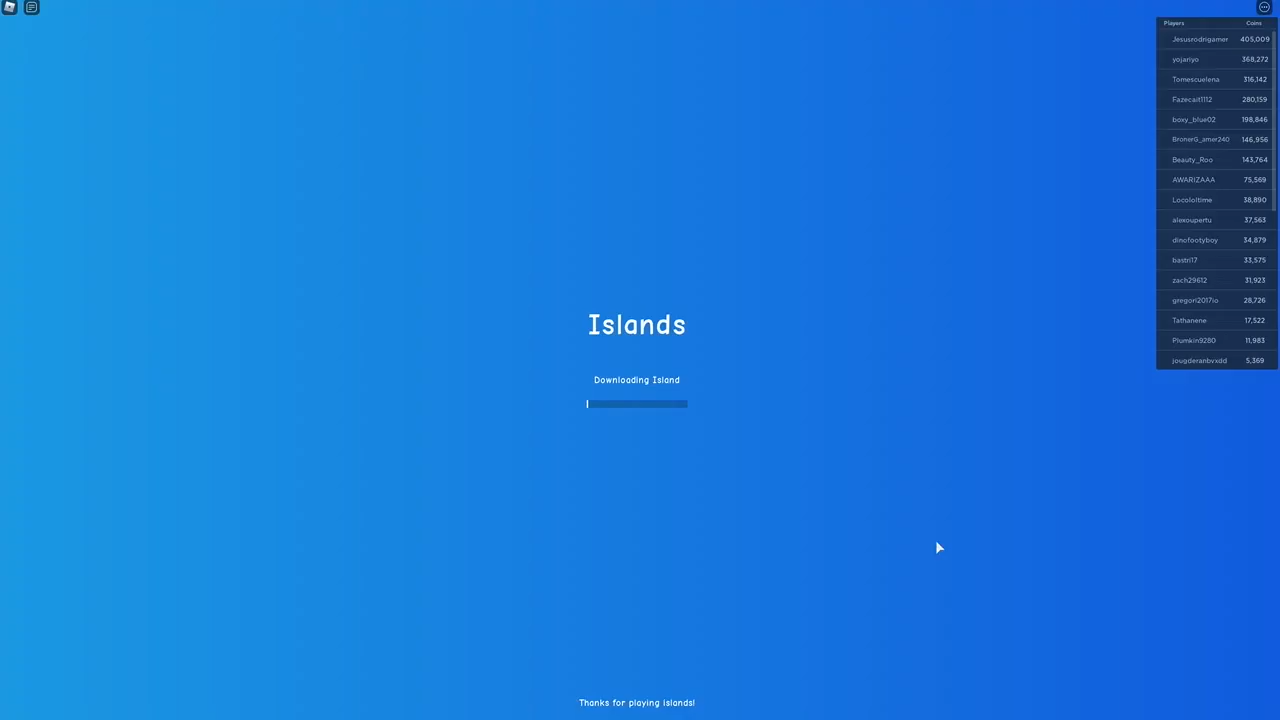 Players Coins
Jesusrodrigamer 405,009
yojariyo 368,272
Tomescuelena 316,142
Fazecait1112 280,159
boxy_blue02 198,846
BronerG_amer240 146,956
Beauty_Roo 143,764
AWARIZAAA 75,569
Locololtime 38,890
alexoupertu 37,563
dinofootyboy 34,879
bastri17 33,575
zach29612 31,923
gregori2017io 28,726
Tathanene 17,522
Plumkin9280 11,983
jougderanbvxdd 5,369
Islands
Downloading Island
Thanks for playing islands!